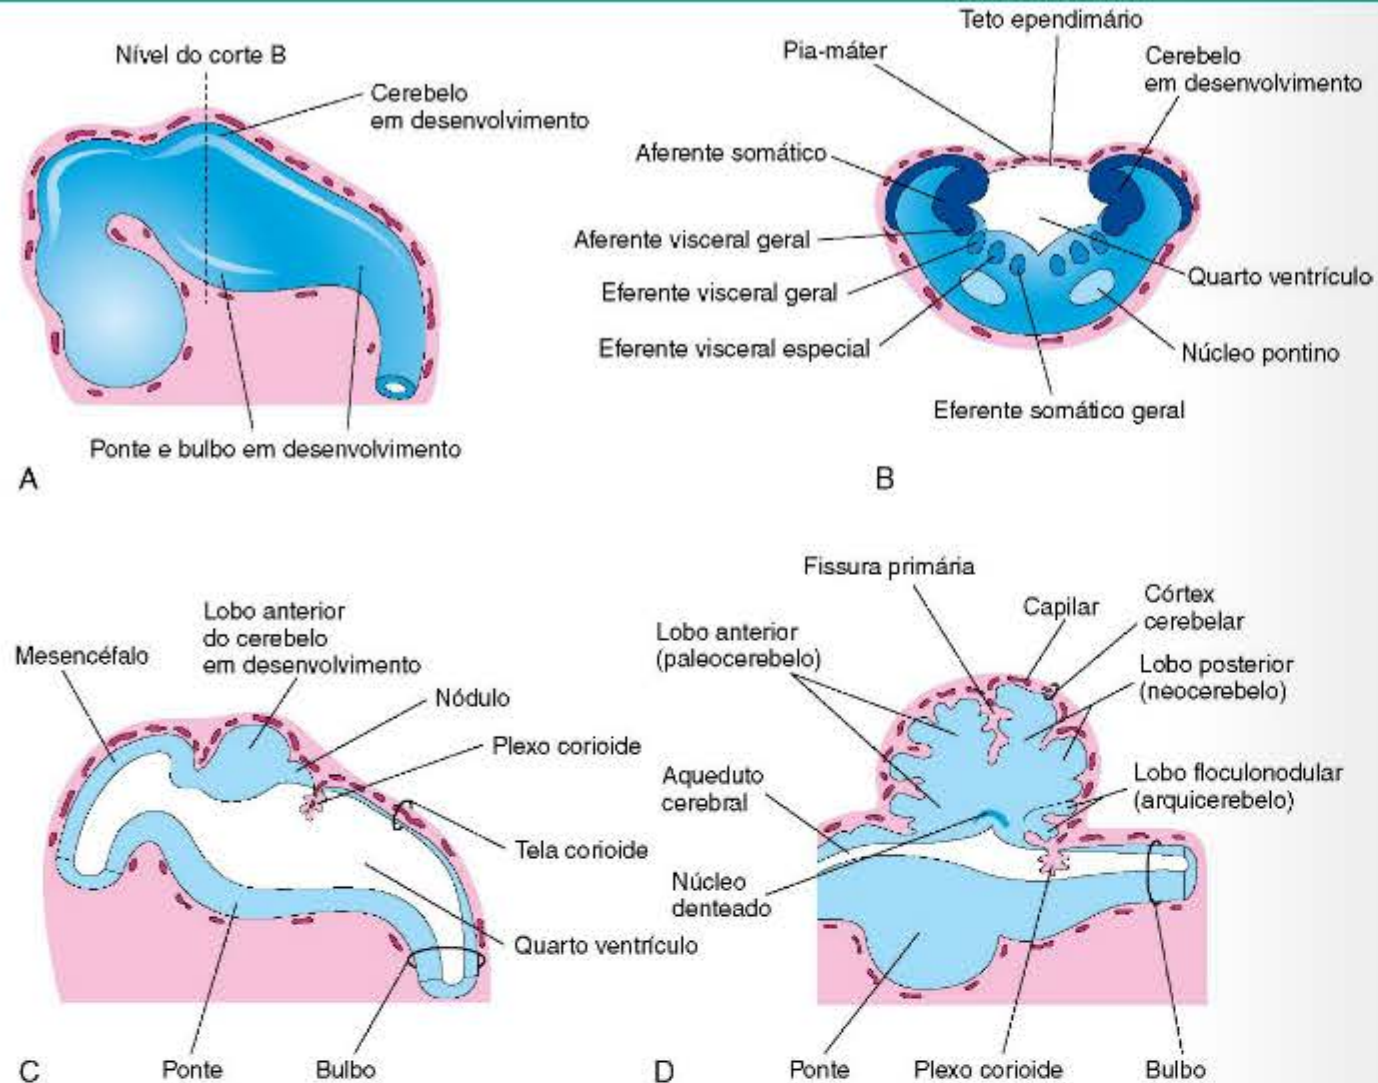 Nível do corte B
Cerebelo
em desenvolvimento
Ponte e bulbo em desenvolvimento
A
Teto ependimário
Pia-máter
Cerebelo
em desenvolvimento
Aferente somático
Aferente visceral geral
Eferente visceral geral
Eferente visceral especial
Quarto ventrículo
Núcleo pontino
Eferente somático geral
B
Lobo anterior
do cerebelo
em desenvolvimento
Mesencéfalo
Nódulo
Plexo corioide
Tela corioide
Quarto ventrículo
Ponte
Bulbo
C
Fissura primária
Capilar
Córtex
cerebelar
Lobo anterior
(paleocerebelo)
Lobo posterior
(neocerebelo)
Aqueduto
cerebral
Lobo floculonodular
(arquicerebelo)
Núcleo
denteado
Ponte
Plexo corioide
Bulbo
D